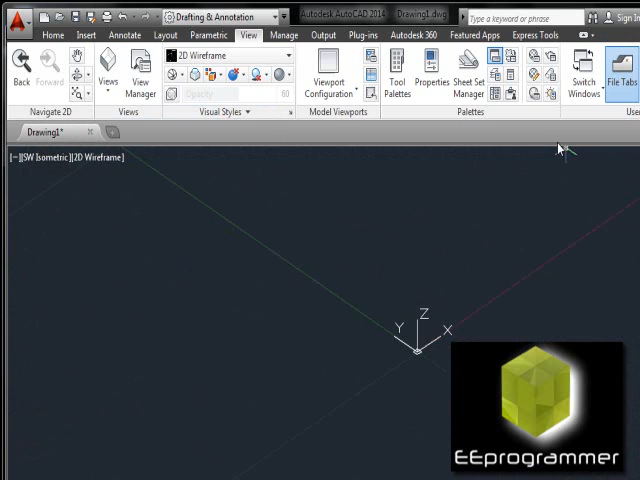 Drafting & Annotation
Autodesk AutoCAD 2014 Drawing1.dwg
Type a keyword or phrase
Sign In
Home Insert Annotate Layout Parametric View Manage Output Plug-ins Autodesk 360 Featured Apps Express Tools
Back Forward
Views
View Manager
2D Wireframe
Opacity 60
Viewport Configuration
Tool Palettes
Properties
Sheet Set Manager
Switch Windows
File Tabs
Navigate 2D Views Visual Styles Model Viewports Palettes User
Drawing1*
[−][SW Isometric][2D Wireframe]
Z
Y X
EEprogrammer